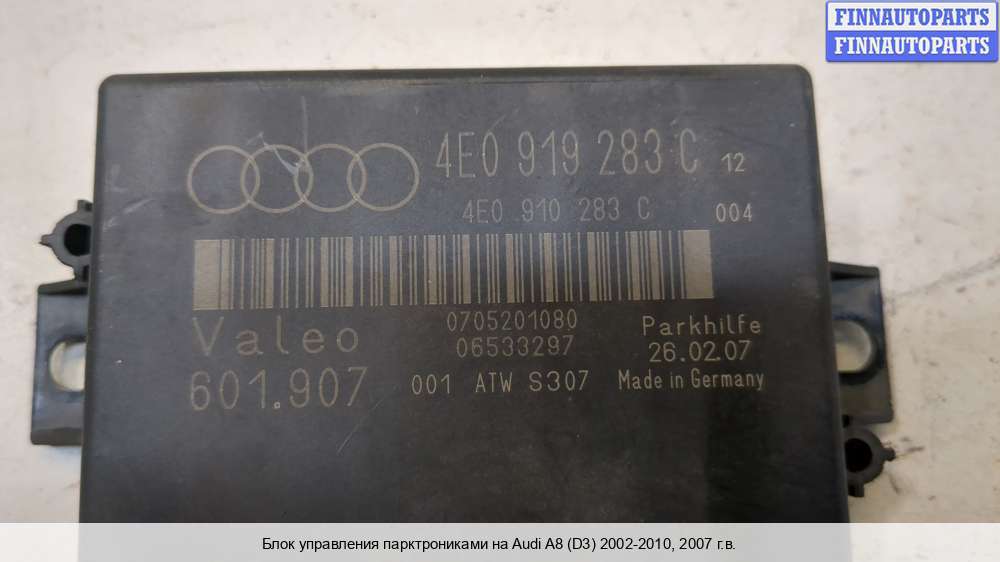 FINNAUTOPARTS
FINNAUTOPARTS
4E0 919 283 C 12
4E0 910 283 C 004
Valeo
601.907
0705201080
06533297
001 ATW S307
Parkhilfe
26.02.07
Made in Germany
Блок управления парктрониками на Audi A8 (D3) 2002-2010, 2007 г.в.